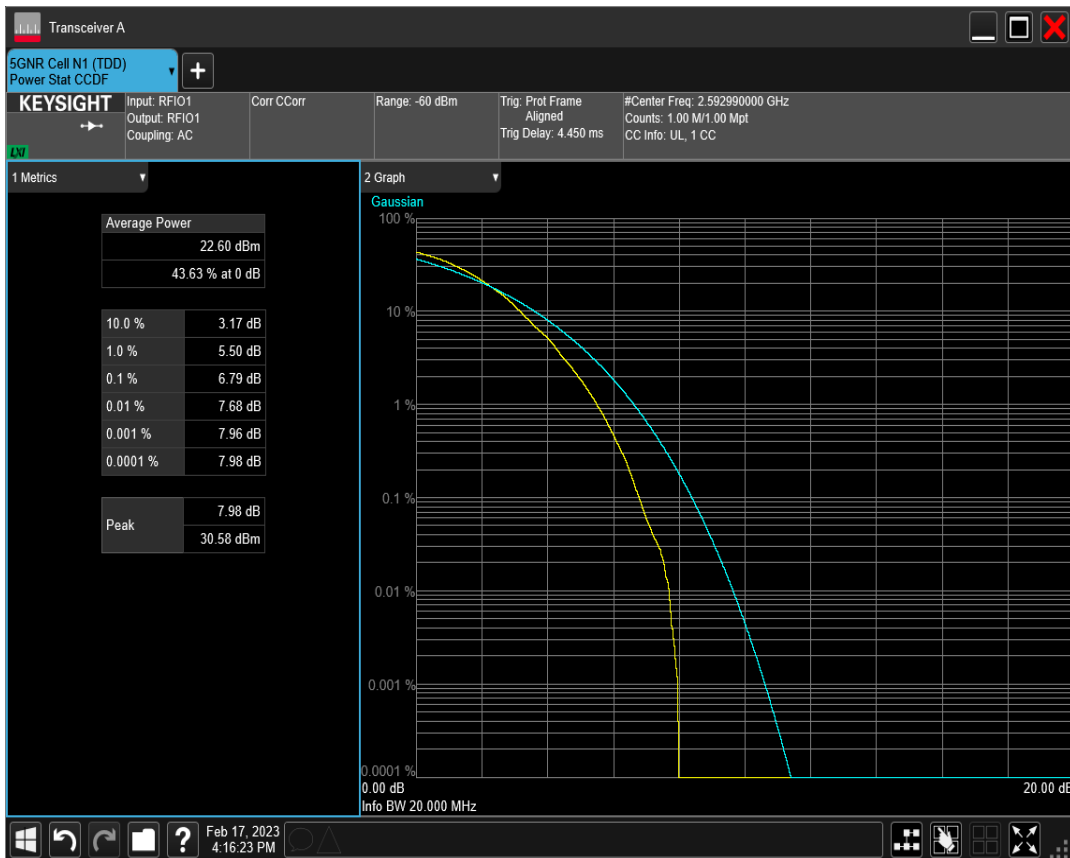 Transceiver A
5GNR Cell N1 (TDD)
Power Stat CCDF
+
KEYSIGHT
LXI
Input: RFIO1
Output: RFIO1
Coupling: AC
Corr CCorr
Range: -60 dBm
Trig: Prot Frame
Aligned
Trig Delay: 4.450 ms
#Center Freq: 2.592990000 GHz
Counts: 1.00 M/1.00 Mpt
CC Info: UL, 1 CC
1 Metrics
Average Power
22.60 dBm
43.63 % at 0 dB
10.0 % 3.17 dB
1.0 % 5.50 dB
0.1 % 6.79 dB
0.01 % 7.68 dB
0.001 % 7.96 dB
0.0001 % 7.98 dB
Peak
7.98 dB
30.58 dBm
2 Graph
Gaussian
100 %
10 %
1 %
0.1 %
0.01 %
0.001 %
0.0001 %
0.00 dB 20.00 dB
Info BW 20.000 MHz
?
Feb 17, 2023
4:16:23 PM